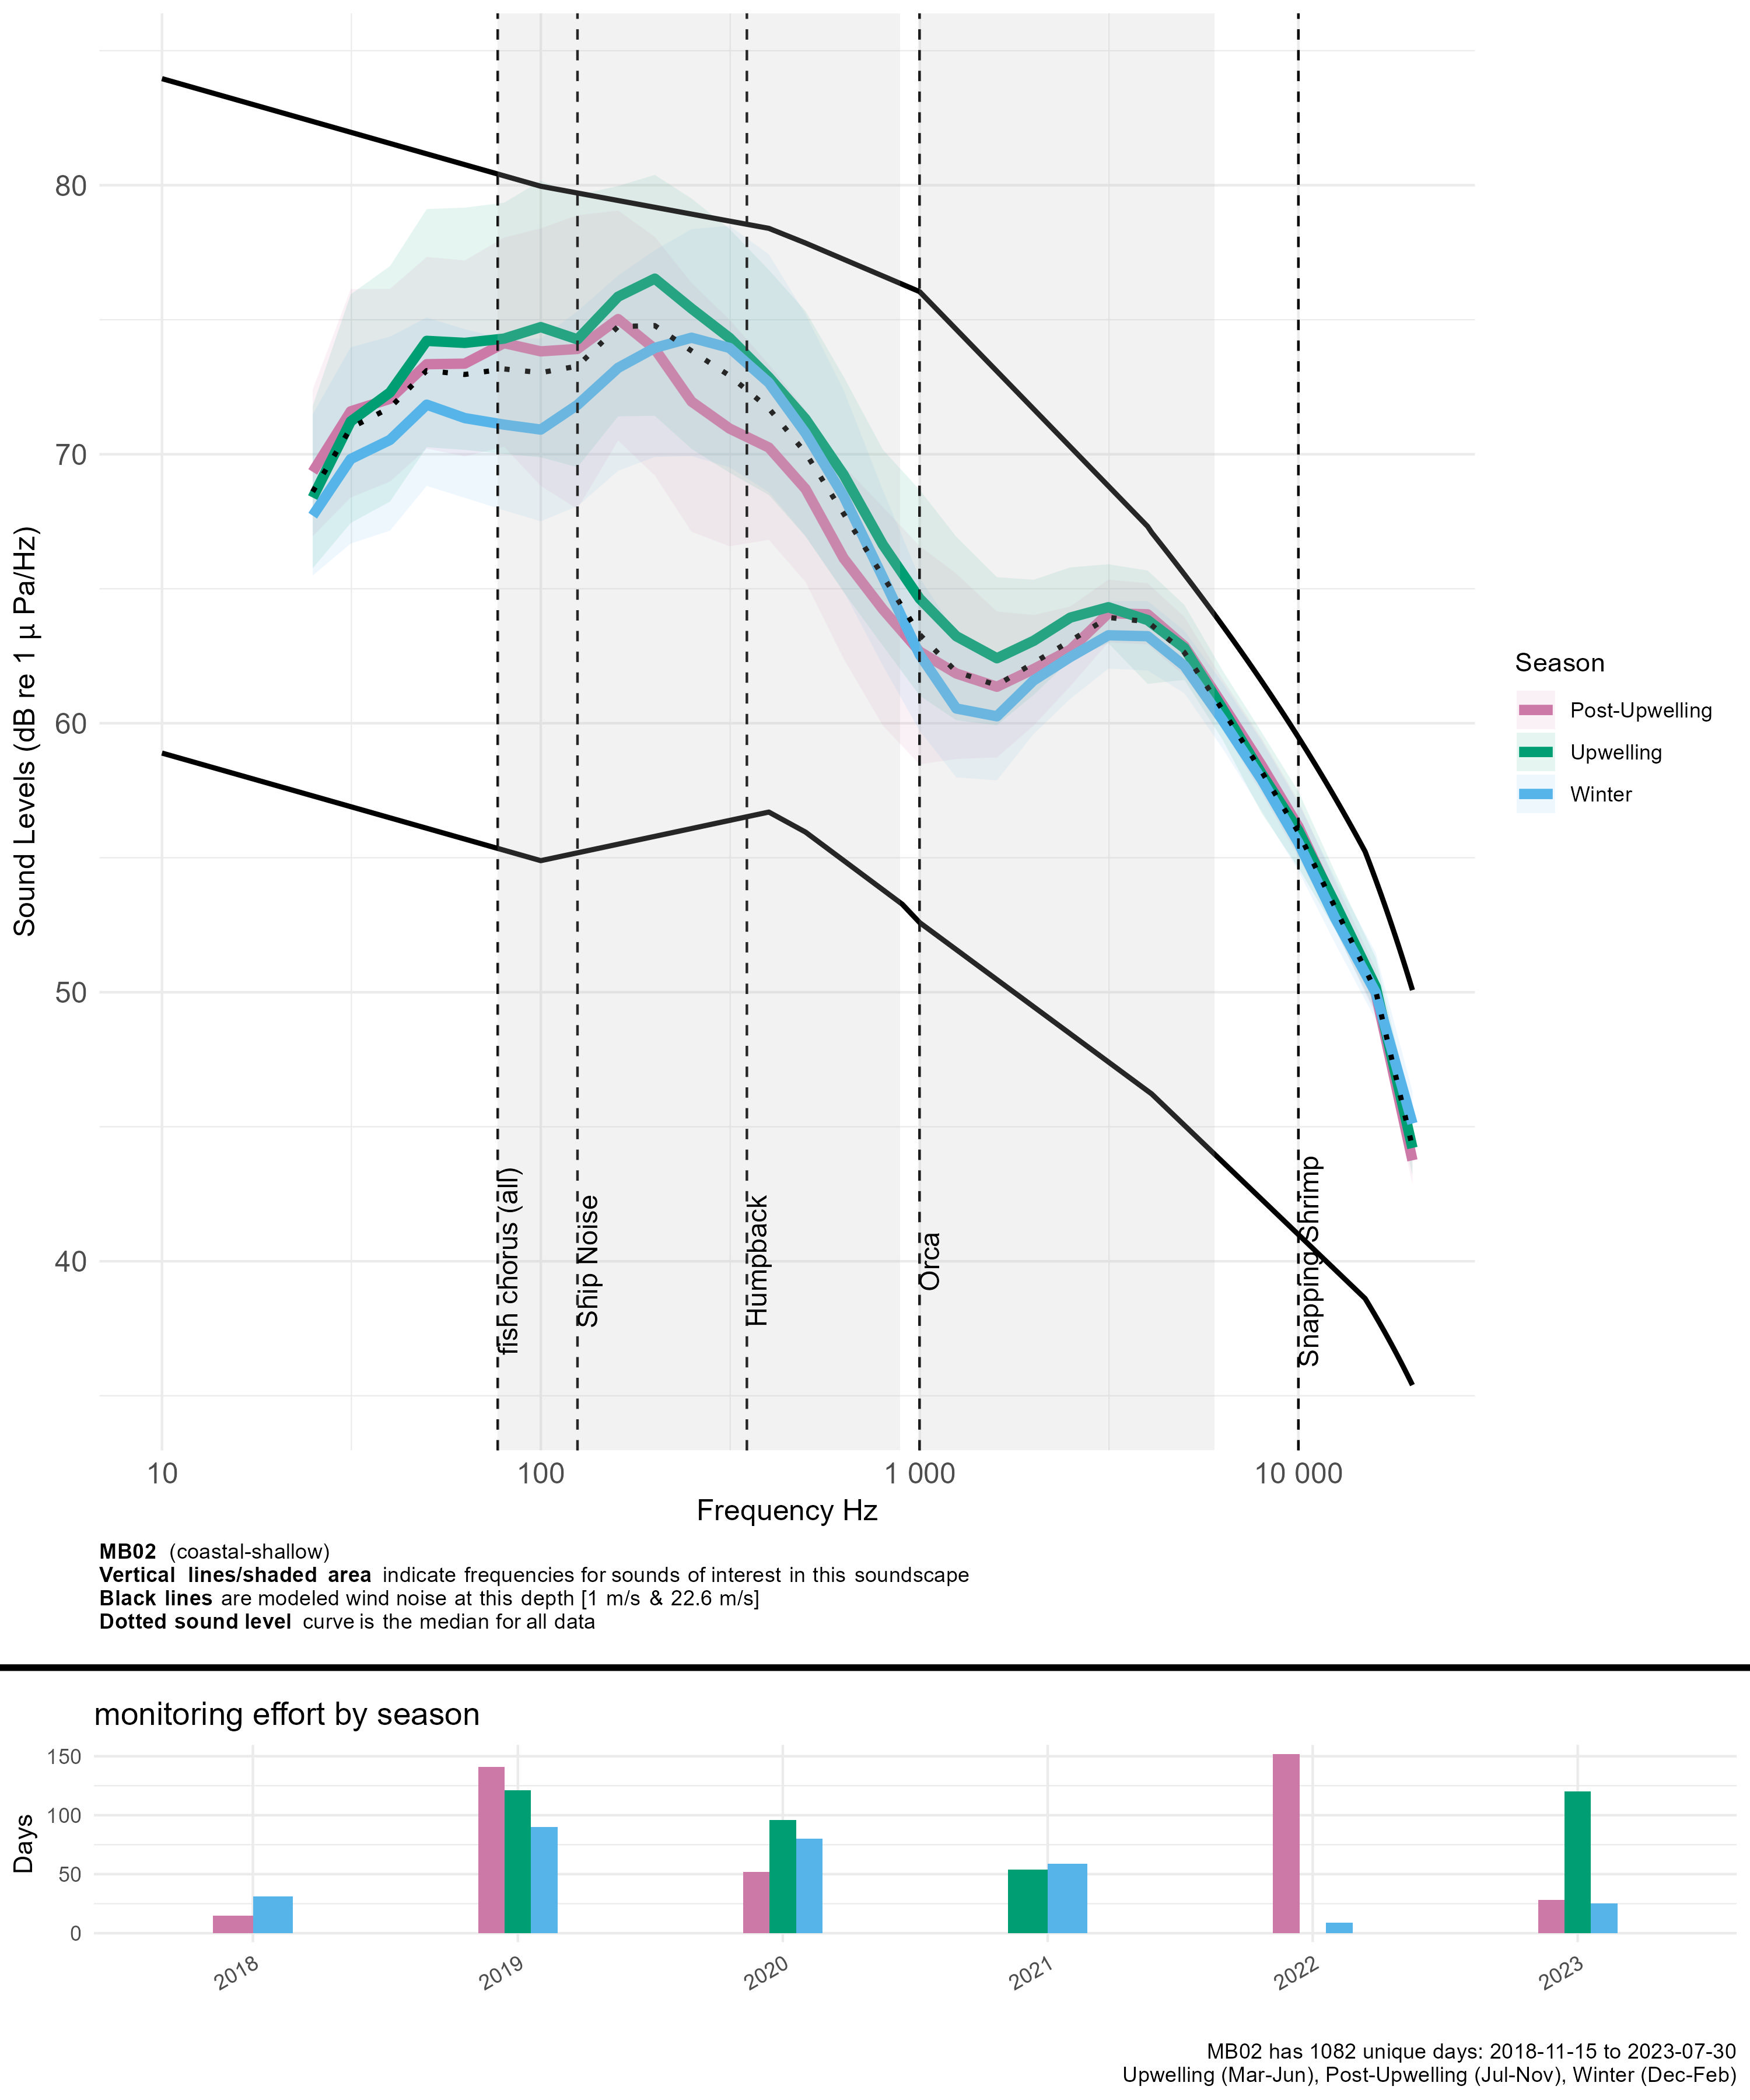 80
70
60
50
40
Sound Levels (dB re 1 µ Pa/Hz)
fish chorus (all)
Ship Noise
Humpback
Orca
Snapping Shrimp
10
100
1 000
10 000
Frequency Hz
Season
Post-Upwelling
Upwelling
Winter
MB02 (coastal-shallow)
Vertical lines/shaded area indicate frequencies for sounds of interest in this soundscape
Black lines are modeled wind noise at this depth [1 m/s & 22.6 m/s]
Dotted sound level curve is the median for all data
monitoring effort by season
150
100
50
0
Days
2018
2019
2020
2021
2022
2023
MB02 has 1082 unique days: 2018-11-15 to 2023-07-30
Upwelling (Mar-Jun), Post-Upwelling (Jul-Nov), Winter (Dec-Feb)